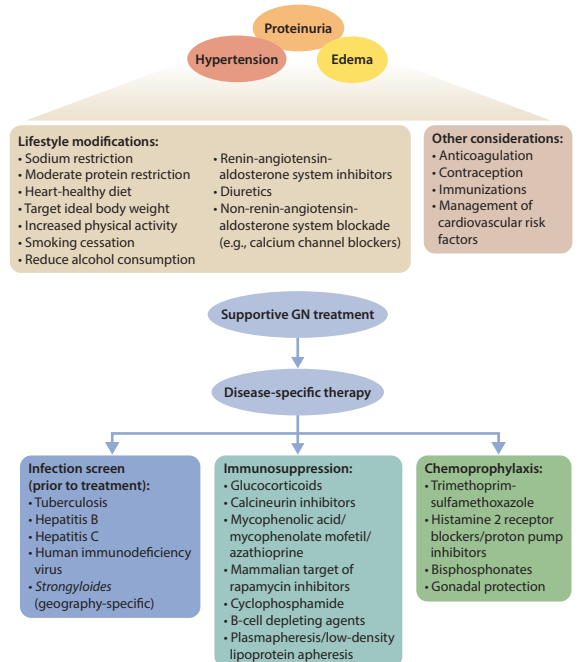 Proteinuria
Hypertension
Edema
Lifestyle modifications:
• Sodium restriction
• Moderate protein restriction
• Heart-healthy diet
• Target ideal body weight
• Increased physical activity
• Smoking cessation
• Reduce alcohol consumption
• Renin-angiotensin-
aldosterone system inhibitors
• Diuretics
• Non-renin-angiotensin-
aldosterone system blockade
(e.g., calcium channel blockers)
Other considerations:
• Anticoagulation
• Contraception
• Immunizations
• Management of
cardiovascular risk
factors
Supportive GN treatment
Disease-specific therapy
Infection screen
(prior to treatment):
• Tuberculosis
• Hepatitis B
• Hepatitis C
• Human immunodeficiency
virus
• Strongyloides
(geography-specific)
Immunosuppression:
• Glucocorticoids
• Calcineurin inhibitors
• Mycophenolic acid/
mycophenolate mofetil/
azathioprine
• Mammalian target of
rapamycin inhibitors
• Cyclophosphamide
• B-cell depleting agents
• Plasmapheresis/low-density
lipoprotein apheresis
Chemoprophylaxis:
• Trimethoprim-
sulfamethoxazole
• Histamine 2 receptor
blockers/proton pump
inhibitors
• Bisphosphonates
• Gonadal protection